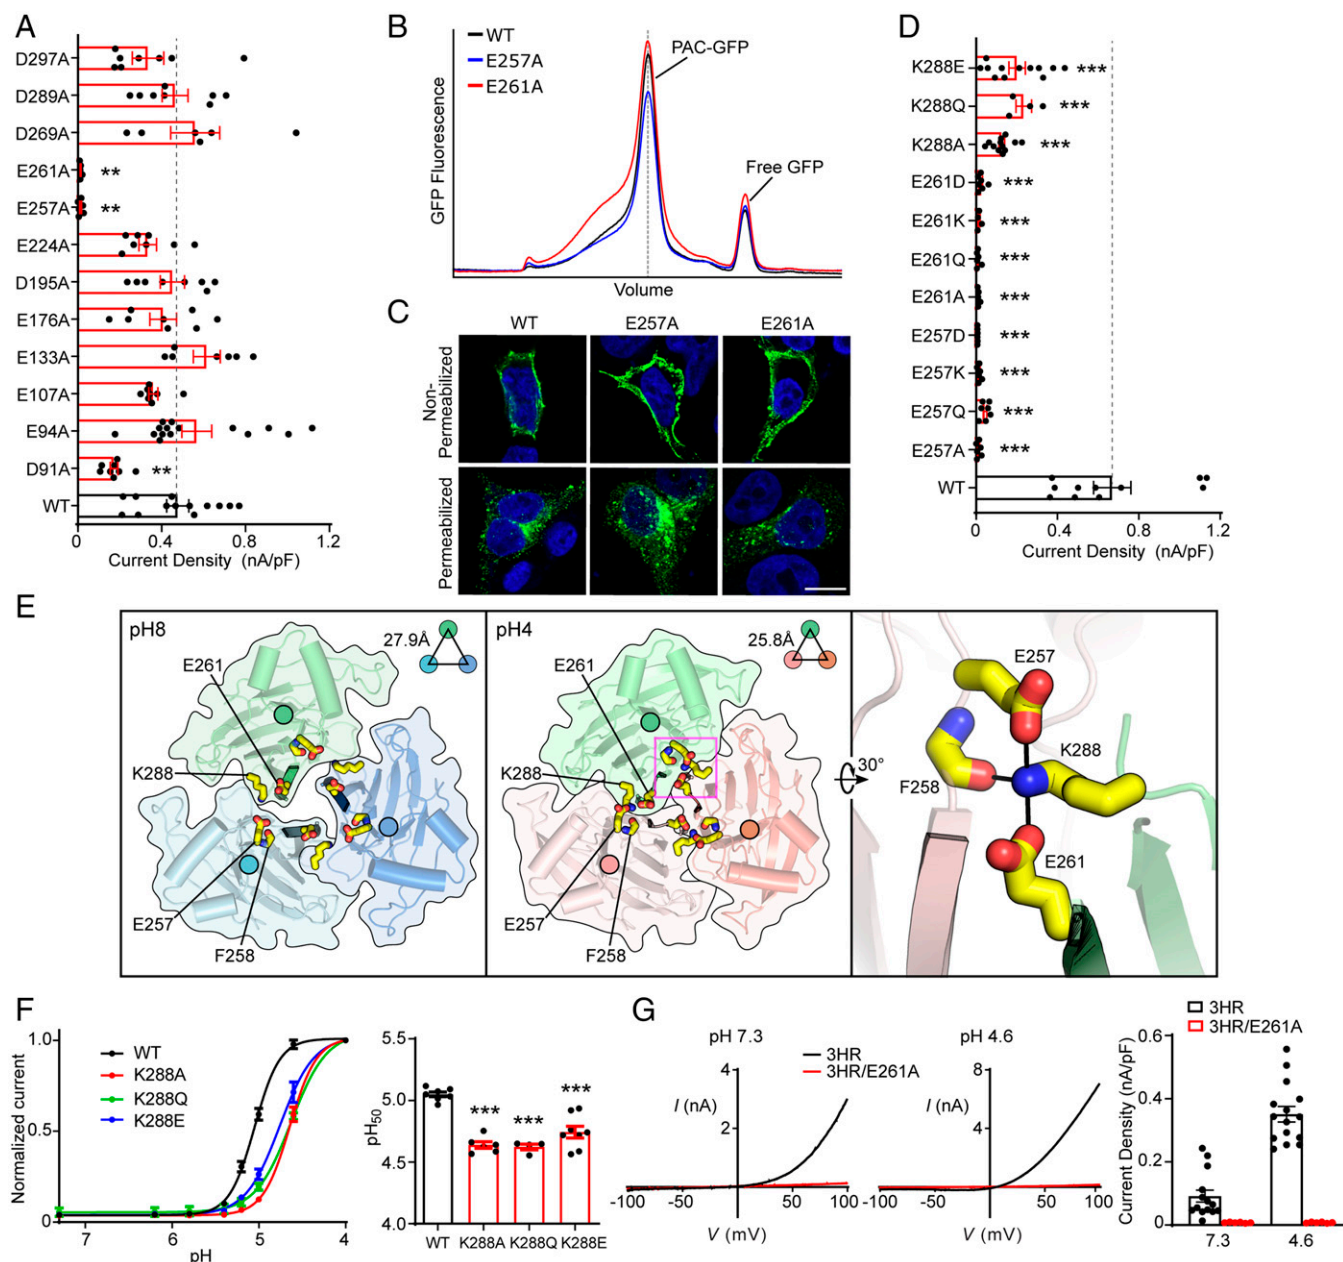 A
D297A
D289A
D269A
E261A
**
E257A
**
E224A
D195A
E176A
E133A
E107A
E94A
D91A
**
WT
0
0.4
0.8
1.2
Current Density (nA/pF)
B
WT
E257A
E261A
PAC-GFP
Free GFP
GFP Fluorescence
Volume
C
WT
E257A
E261A
Non-
Permeabilized
Permeabilized
D
K288E
***
K288Q
***
K288A
***
E261D
***
E261K
***
E261Q
***
E261A
***
E257D
***
E257K
***
E257Q
***
E257A
***
WT
0
0.4
0.8
1.2
Current Density (nA/pF)
E
pH8
27.9Å
E261
K288
E257
F258
pH4
25.8Å
E261
K288
E257
F258
30°
E257
K288
F258
E261
F
Normalized current
1.0
0.5
0
WT
K288A
K288Q
K288E
7
6
5
4
pH
pH50
5.5
5.0
4.5
4.0
***
***
***
WT
K288A
K288Q
K288E
G
pH 7.3
3HR
3HR/E261A
I (nA)
4
2
-100
-50
50
100
V (mV)
pH 4.6
I (nA)
8
4
-100
-50
50
100
V (mV)
3HR
3HR/E261A
Current Density (nA/pF)
0.6
0.4
0.2
0
7.3
4.6